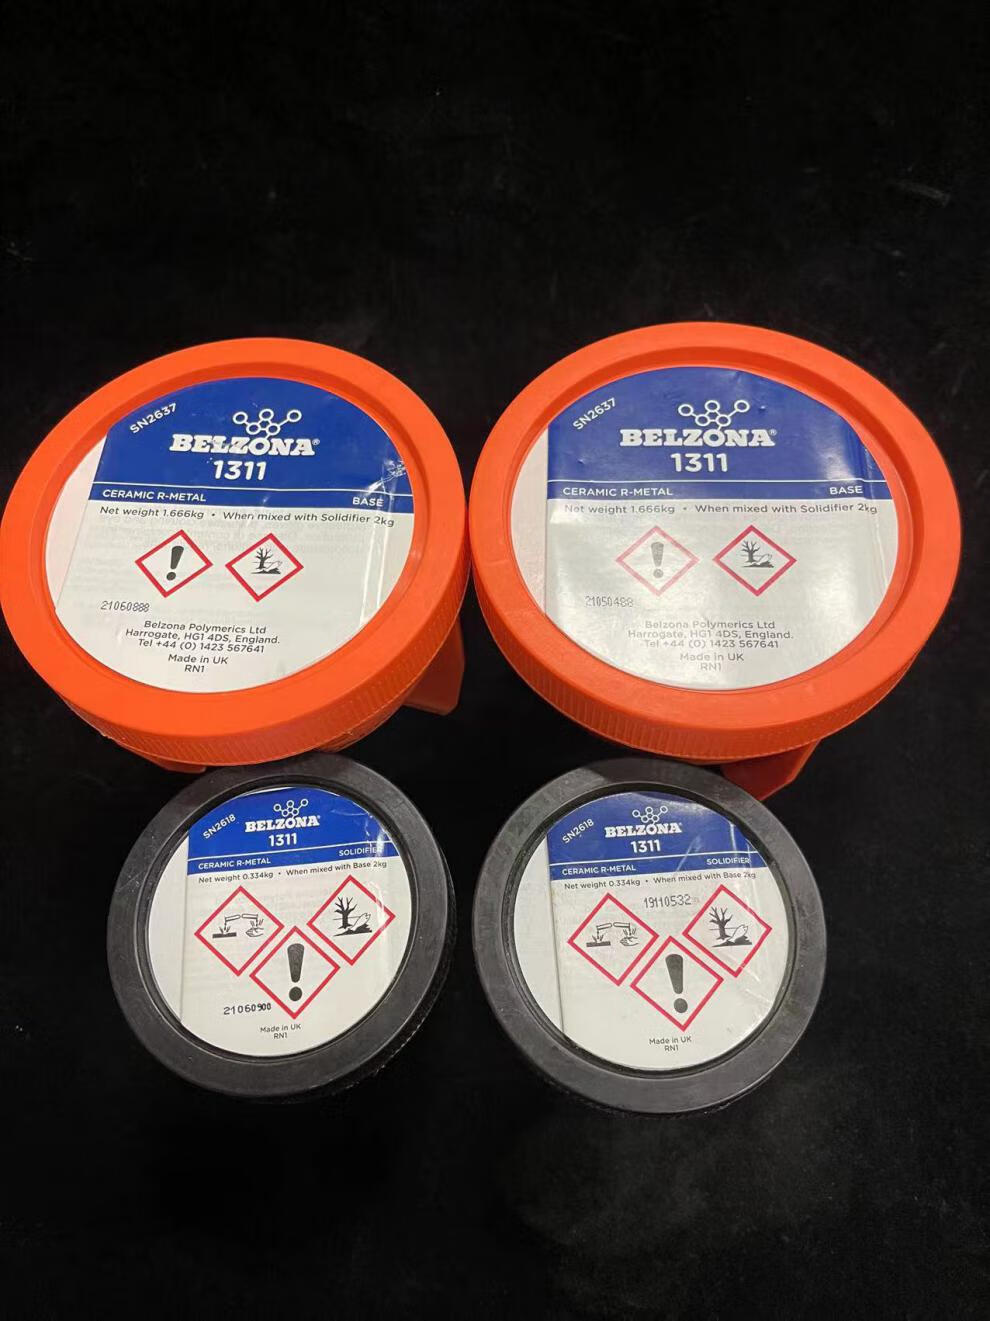 SN2637
BELZONA®
1311
CERAMIC R-METAL BASE
Net weight 1.666kg • When mixed with Solidifier 2kg
21060888
Belzona Polymerics Ltd
Harrogate, HG1 4DS, England.
Tel +44 (0) 1423 567641
Made in UK
RN1
SN2637
BELZONA®
1311
CERAMIC R-METAL BASE
Net weight 1.666kg • When mixed with Solidifier 2kg
21050488
Belzona Polymerics Ltd
Harrogate, HG1 4DS, England.
Tel +44 (0) 1423 567641
Made in UK
RN1
SN2618
BELZONA®
1311
CERAMIC R-METAL SOLIDIFIER
Net weight 0.334kg • When mixed with Base 2kg
21060908
Made in UK
RN1
SN2618
BELZONA®
1311
CERAMIC R-METAL SOLIDIFIER
Net weight 0.334kg • When mixed with Base 2kg
19110532
Made in UK
RN1